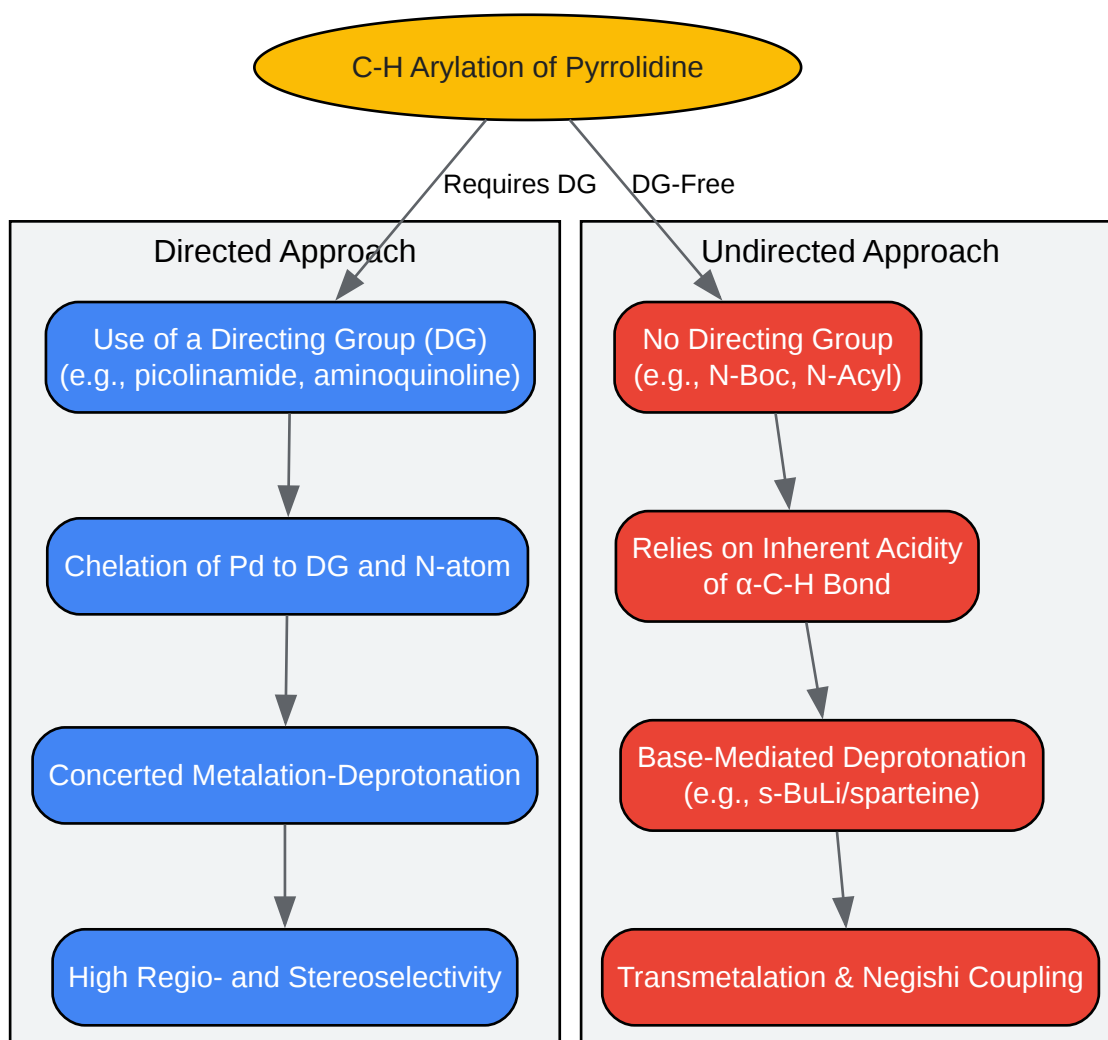 C-H Arylation of Pyrrolidine
Requires DG
DG-Free
Directed Approach
Use of a Directing Group (DG)
(e.g., picolinamide, aminoquinoline)
Chelation of Pd to DG and N-atom
Concerted Metalation-Deprotonation
High Regio- and Stereoselectivity
Undirected Approach
No Directing Group
(e.g., N-Boc, N-Acyl)
Relies on Inherent Acidity
of α-C-H Bond
Base-Mediated Deprotonation
(e.g., s-BuLi/sparteine)
Transmetalation & Negishi Coupling